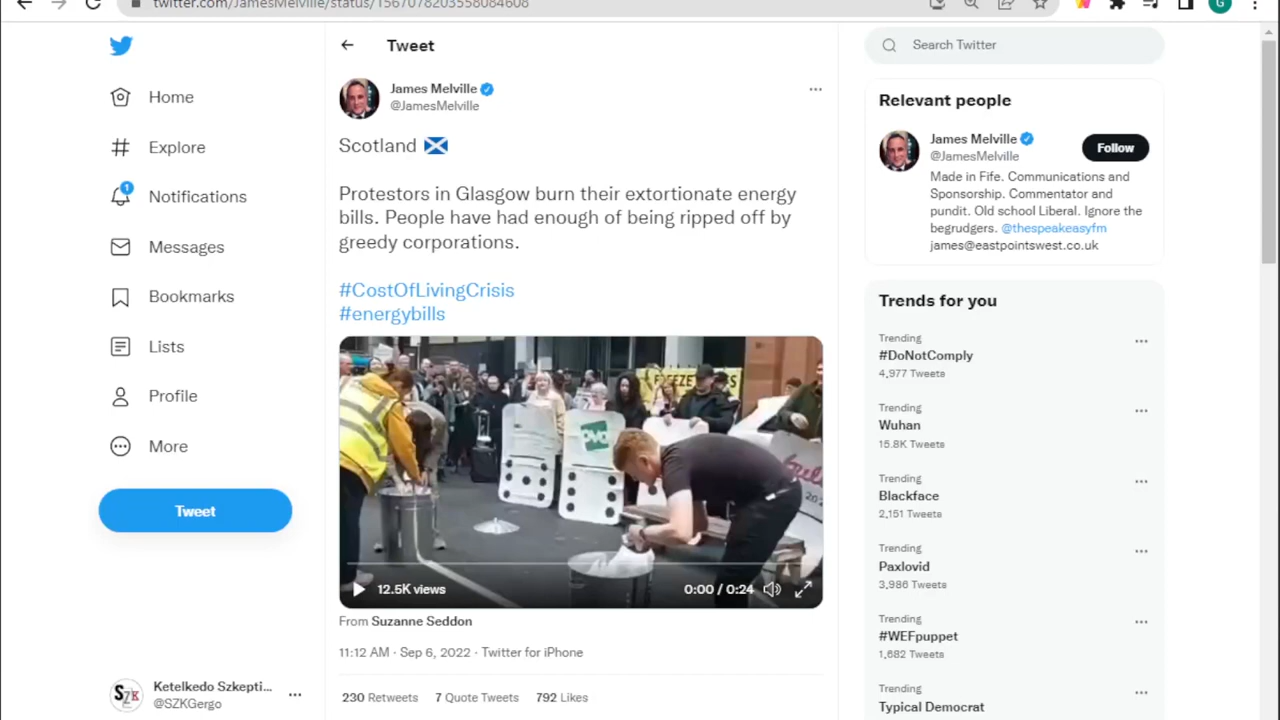 twitter.com/JamesMelville/status/1567078203558084608
G
Home
Explore
1
Notifications
Messages
Bookmarks
Lists
Profile
More
Tweet
SZK
Ketelkedo Szkepti...
@SZKGergo
Tweet
James Melville
@JamesMelville
Scotland
Protestors in Glasgow burn their extortionate energy
bills. People have had enough of being ripped off by
greedy corporations.
#CostOfLivingCrisis
#energybills
OVO
12.5K views
0:00 / 0:24
From Suzanne Seddon
11:12 AM · Sep 6, 2022 · Twitter for iPhone
230 Retweets 7 Quote Tweets 792 Likes
Search Twitter
Relevant people
James Melville
@JamesMelville
Follow
Made in Fife. Communications and
Sponsorship. Commentator and
pundit. Old school Liberal. Ignore the
begrudgers. @thespeakeasyfm
james@eastpointswest.co.uk
Trends for you
Trending
#DoNotComply
4,977 Tweets
Trending
Wuhan
15.8K Tweets
Trending
Blackface
2,151 Tweets
Trending
Paxlovid
3,986 Tweets
Trending
#WEFpuppet
1,682 Tweets
Trending
Typical Democrat